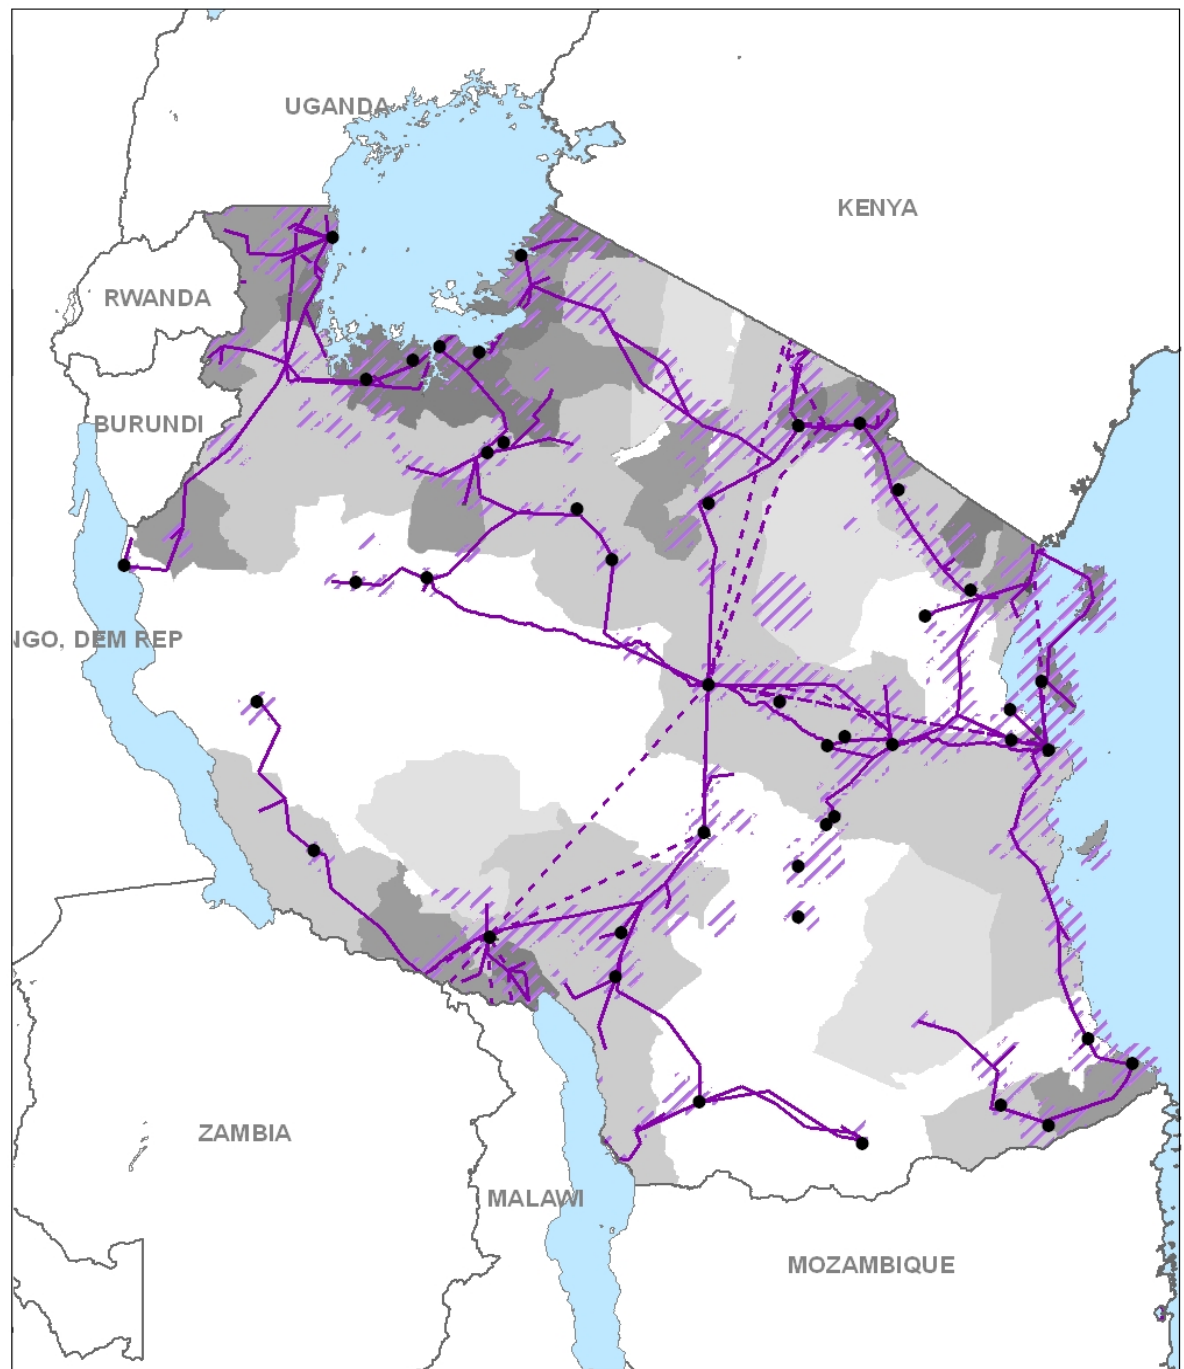 UGANDA
KENYA
RWANDA
BURUNDI
NGO, DEM REP
ZAMBIA
MALAWI
MOZAMBIQUE